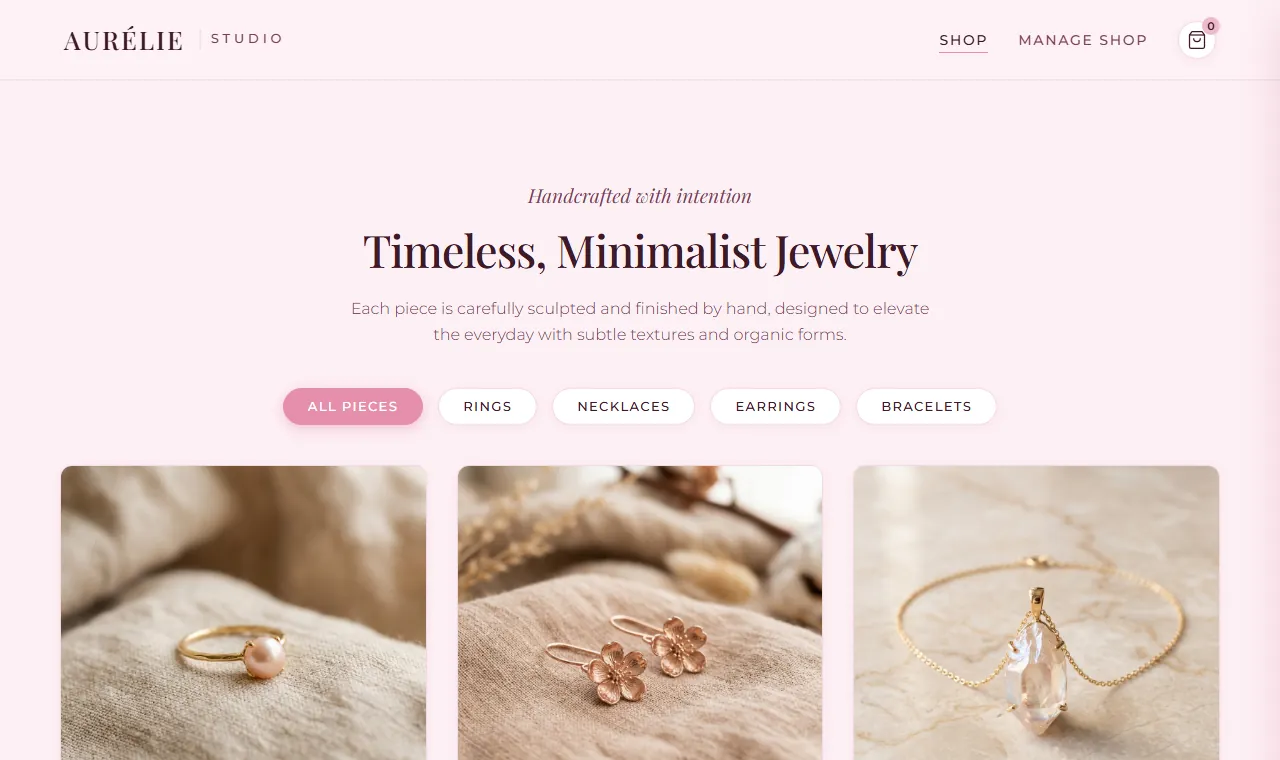 AURÉLIE STUDIO
SHOP
MANAGE SHOP
0
Handcrafted with intention
Timeless, Minimalist Jewelry
Each piece is carefully sculpted and finished by hand, designed to elevate
the everyday with subtle textures and organic forms.
ALL PIECES
RINGS
NECKLACES
EARRINGS
BRACELETS